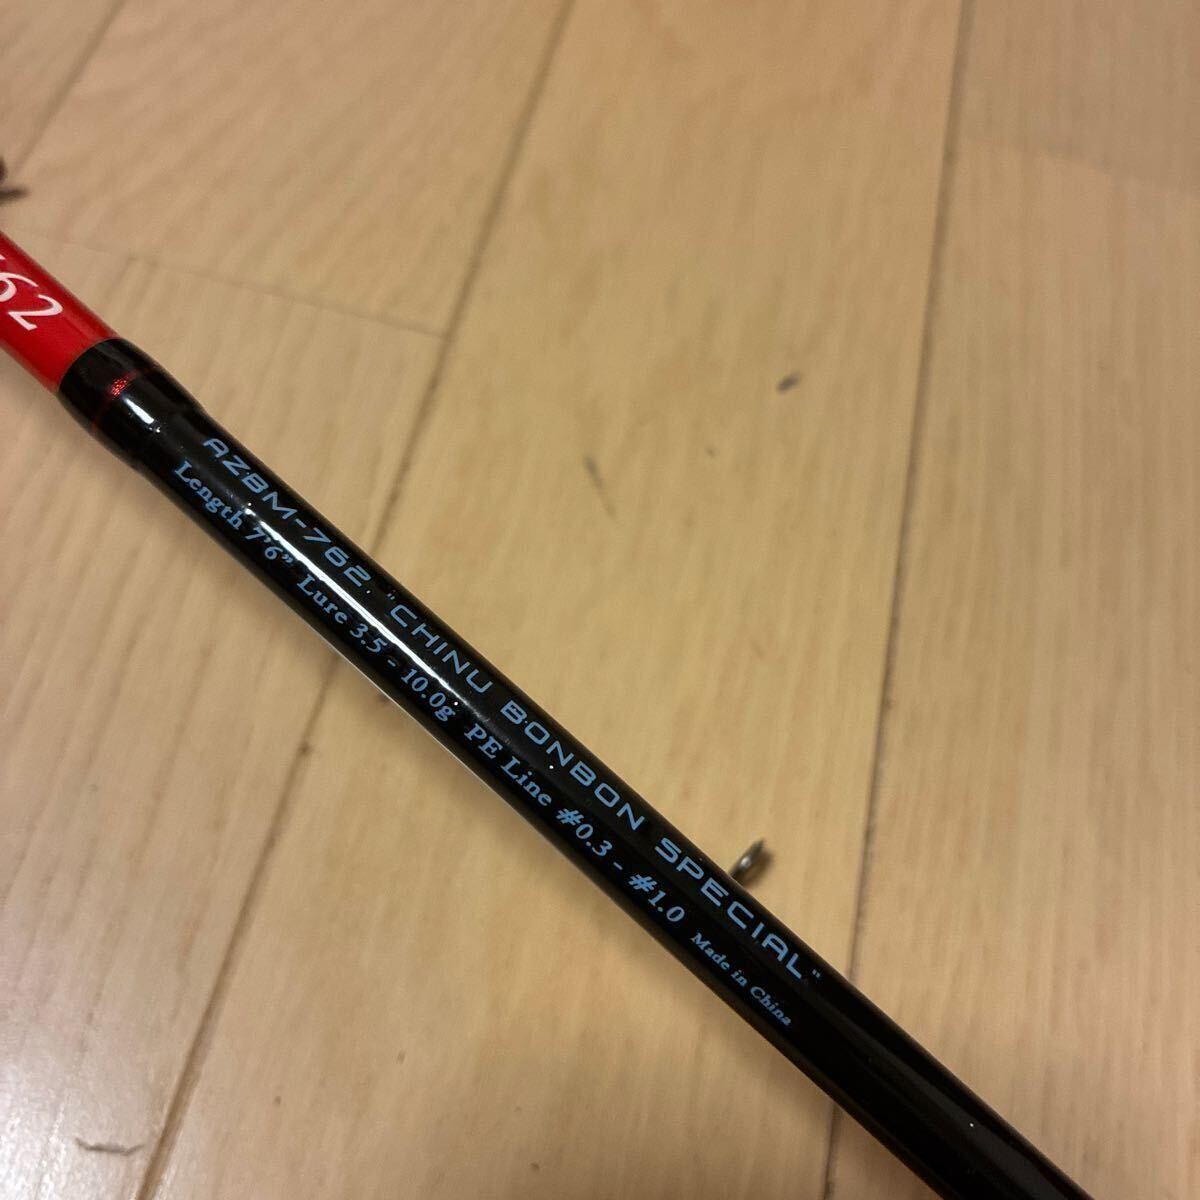 62
AZBM-762. "CHINU BONBON SPECIAL"
Length 7'6" Lure 3.5 - 10.0g PE Line #0.3 - #1.0 Made in China